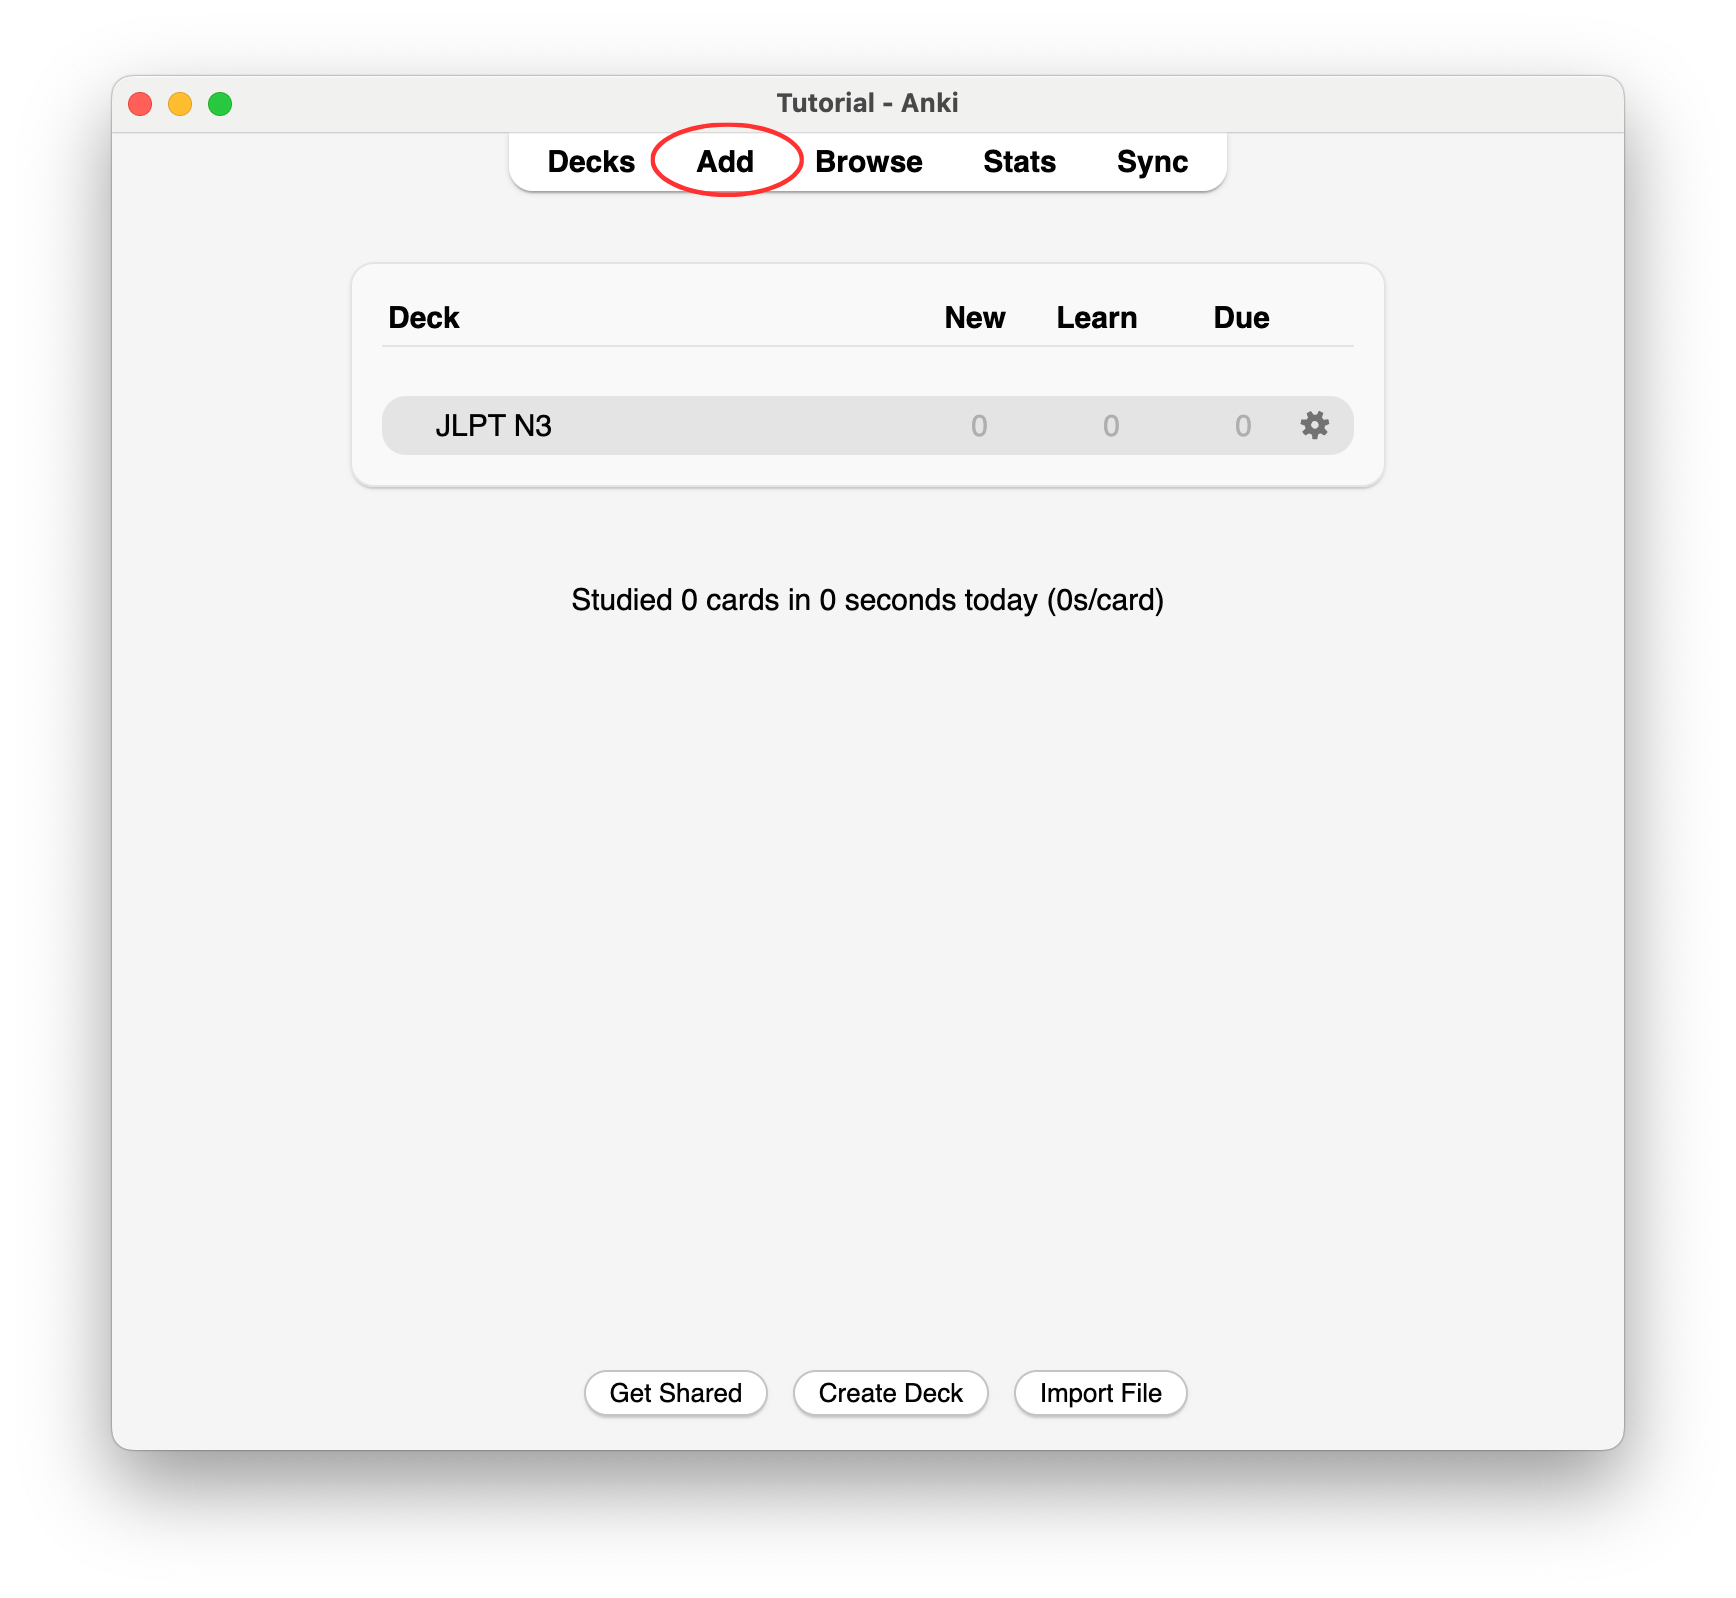 Tutorial - Anki
Decks Add Browse Stats Sync
Deck New Learn Due
JLPT N3 0 0 0
Studied 0 cards in 0 seconds today (0s/card)
Get Shared Create Deck Import File